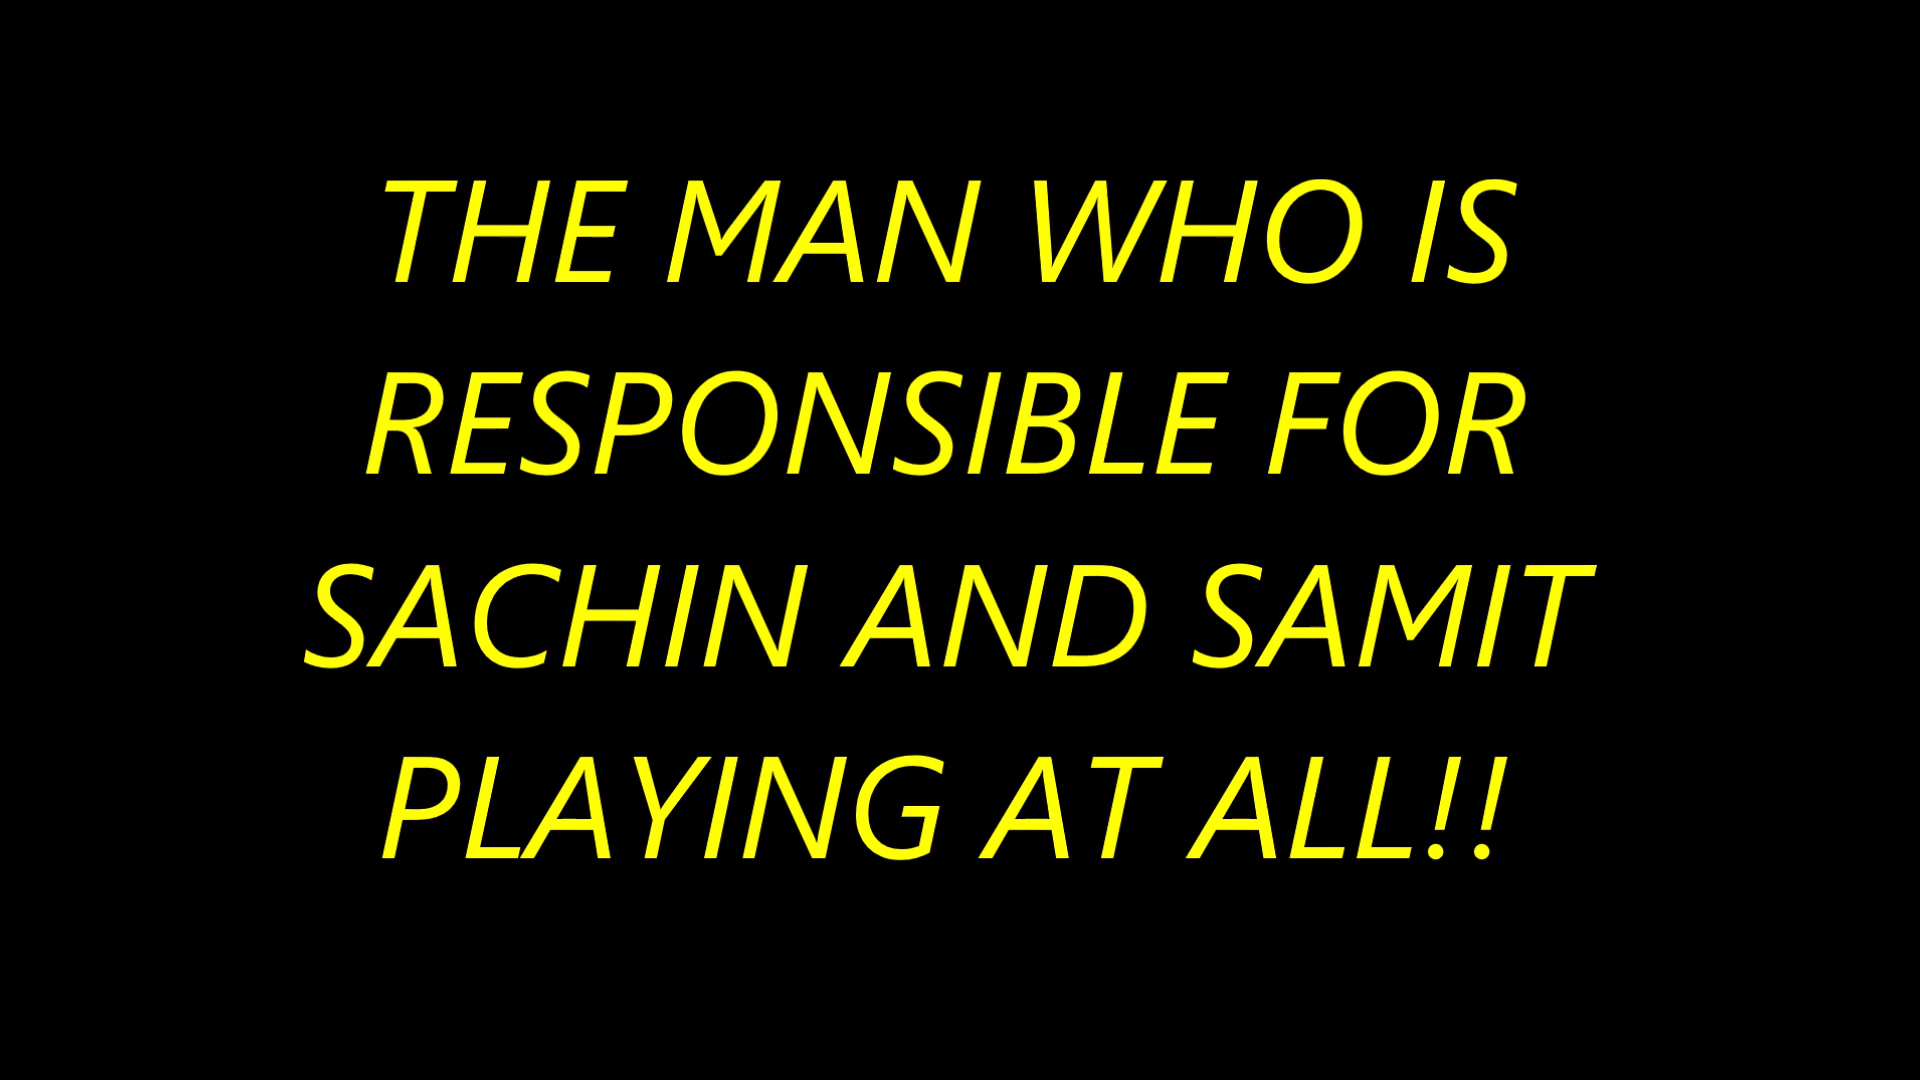 THE MAN WHO IS
RESPONSIBLE FOR
SACHIN AND SAMIT
PLAYING AT ALL!!